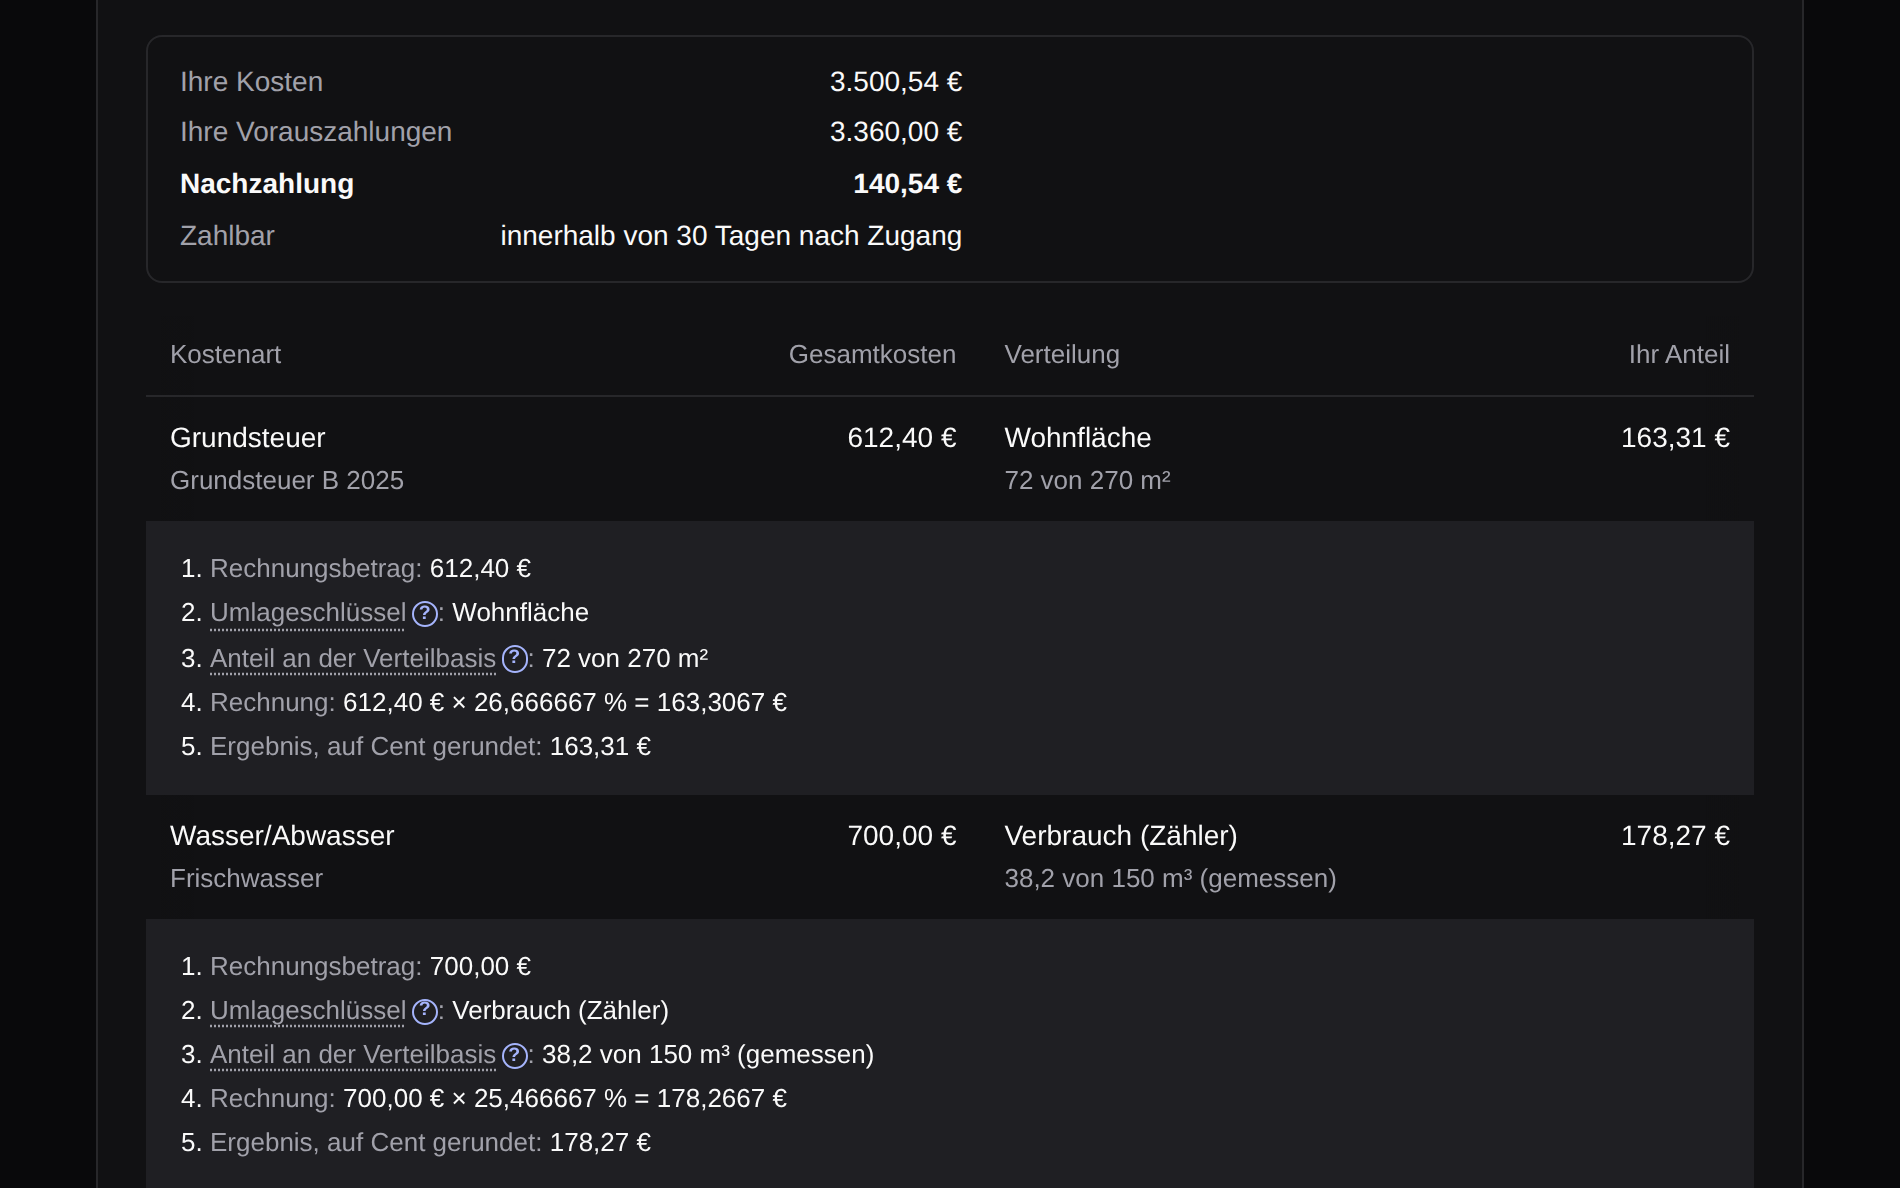 Ihre Kosten 3.500,54 €
Ihre Vorauszahlungen 3.360,00 €
Nachzahlung 140,54 €
Zahlbar innerhalb von 30 Tagen nach Zugang
Kostenart Gesamtkosten Verteilung Ihr Anteil
Grundsteuer 612,40 € Wohnfläche 163,31 €
Grundsteuer B 2025 72 von 270 m²
1. Rechnungsbetrag: 612,40 €
2. Umlageschlüssel ?: Wohnfläche
3. Anteil an der Verteilbasis ?: 72 von 270 m²
4. Rechnung: 612,40 € × 26,666667 % = 163,3067 €
5. Ergebnis, auf Cent gerundet: 163,31 €
Wasser/Abwasser 700,00 € Verbrauch (Zähler) 178,27 €
Frischwasser 38,2 von 150 m³ (gemessen)
1. Rechnungsbetrag: 700,00 €
2. Umlageschlüssel ?: Verbrauch (Zähler)
3. Anteil an der Verteilbasis ?: 38,2 von 150 m³ (gemessen)
4. Rechnung: 700,00 € × 25,466667 % = 178,2667 €
5. Ergebnis, auf Cent gerundet: 178,27 €